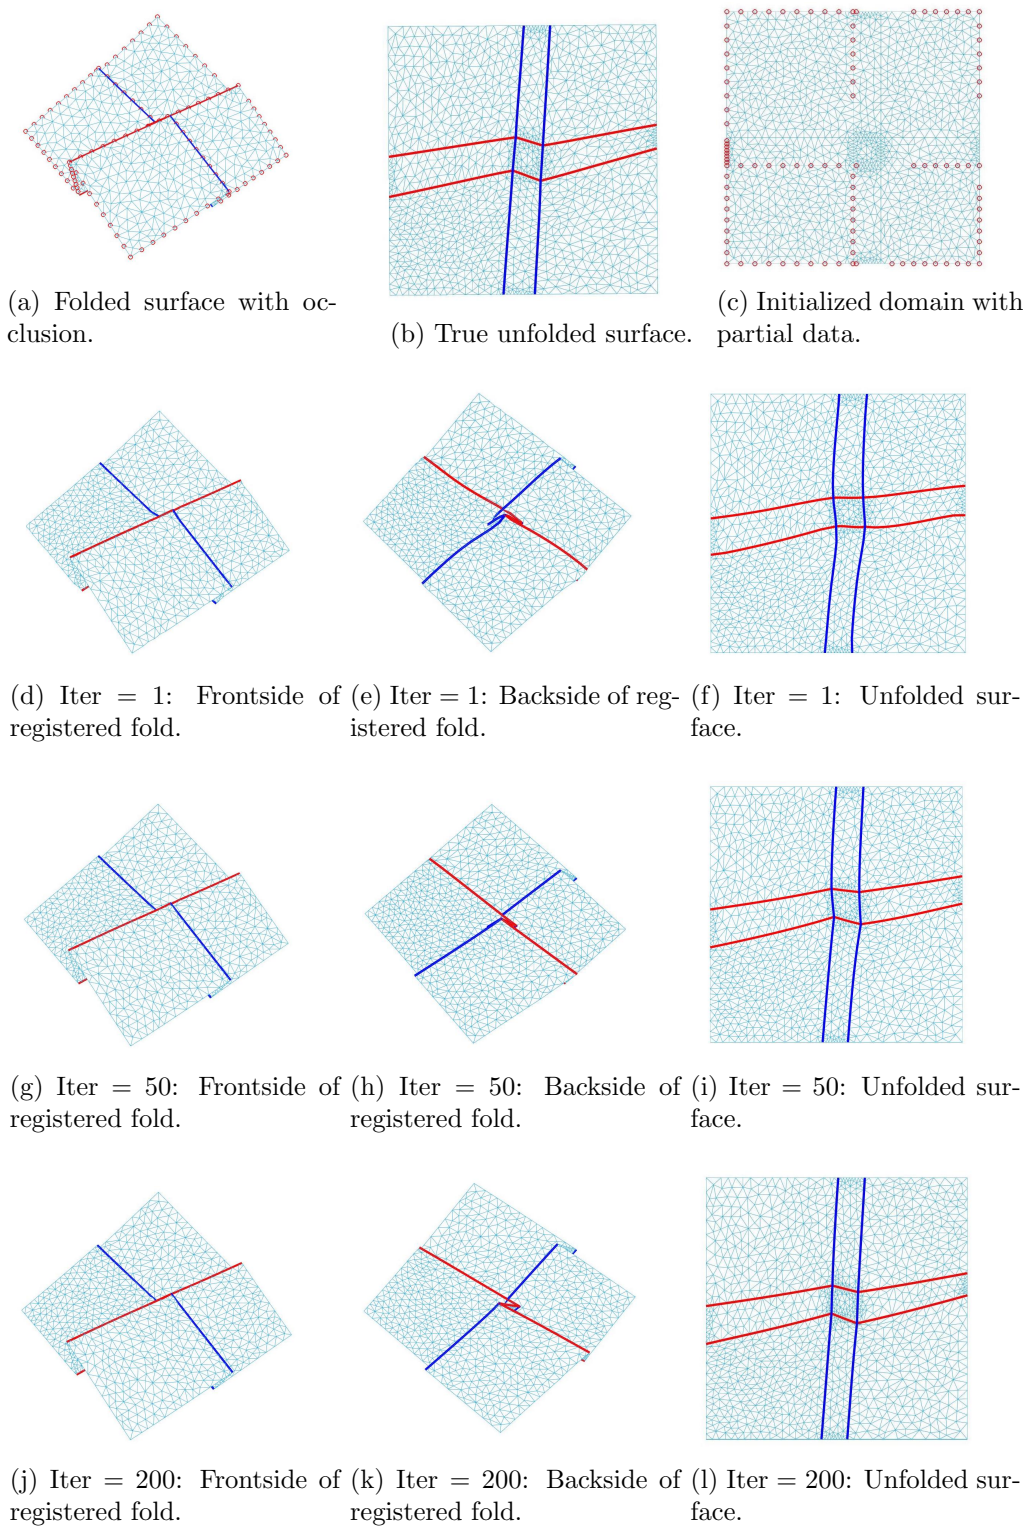 (a) Folded surface with oc-
clusion.
(b) True unfolded surface.
(c) Initialized domain with
partial data.
(d) Iter = 1: Frontside of
registered fold.
(e) Iter = 1: Backside of reg-
istered fold.
(f) Iter = 1: Unfolded sur-
face.
(g) Iter = 50: Frontside of
registered fold.
(h) Iter = 50: Backside of
registered fold.
(i) Iter = 50: Unfolded sur-
face.
(j) Iter = 200: Frontside of
registered fold.
(k) Iter = 200: Backside of
registered fold.
(l) Iter = 200: Unfolded sur-
face.